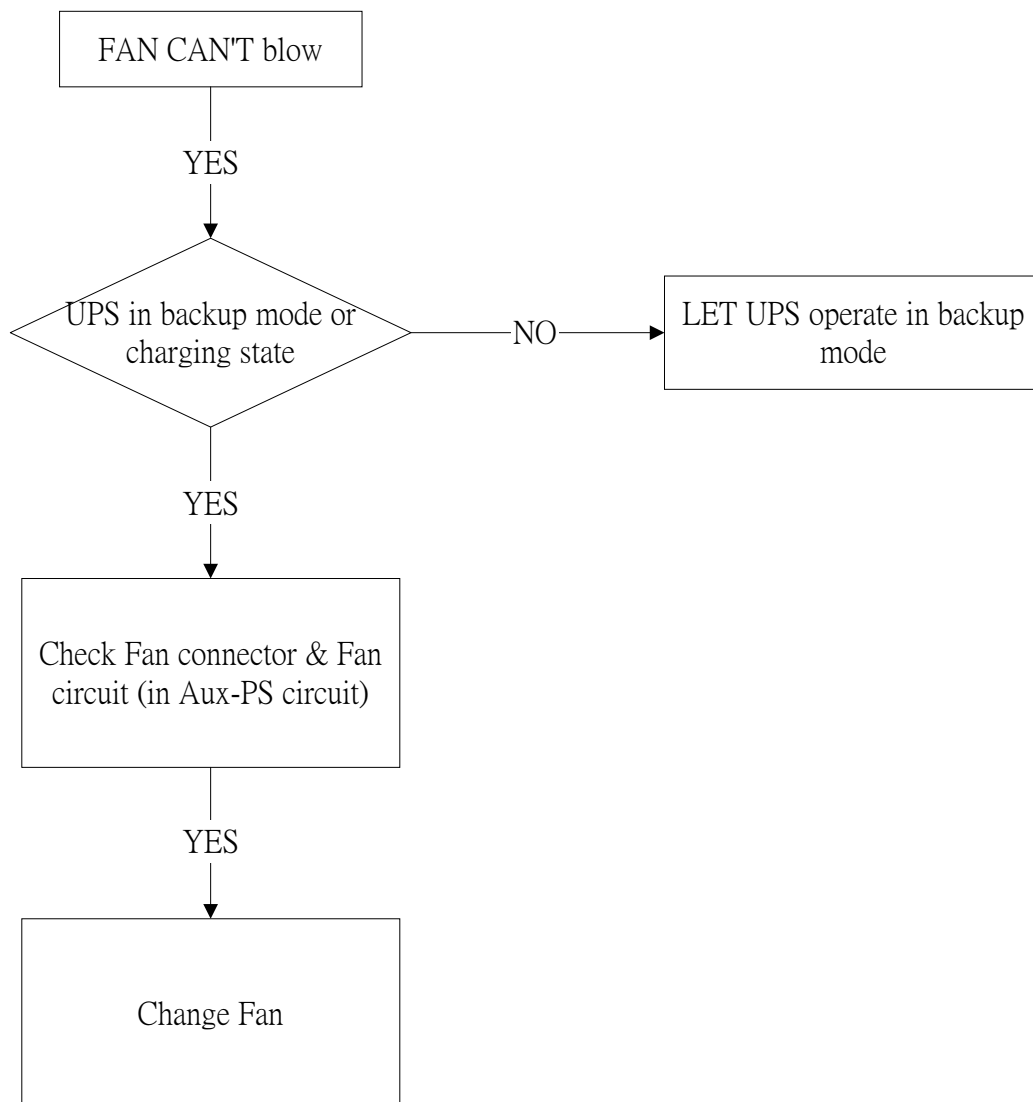 FAN CAN'T blow
YES
UPS in backup mode or
charging state
NO
LET UPS operate in backup
mode
YES
Check Fan connector & Fan
circuit (in Aux-PS circuit)
YES
Change Fan